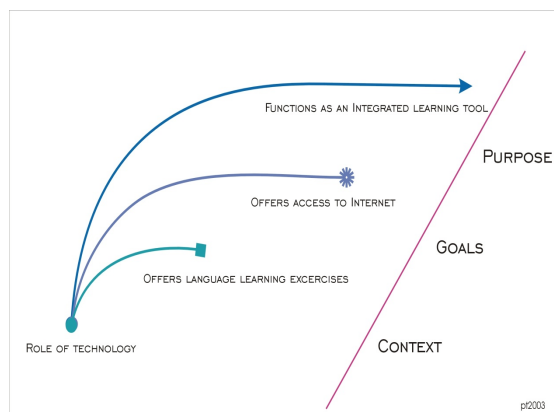 Functions as an Integrated learning tool
Purpose
Offers access to Internet
Goals
Offers language learning excercises
Context
Role of technology
pt2003